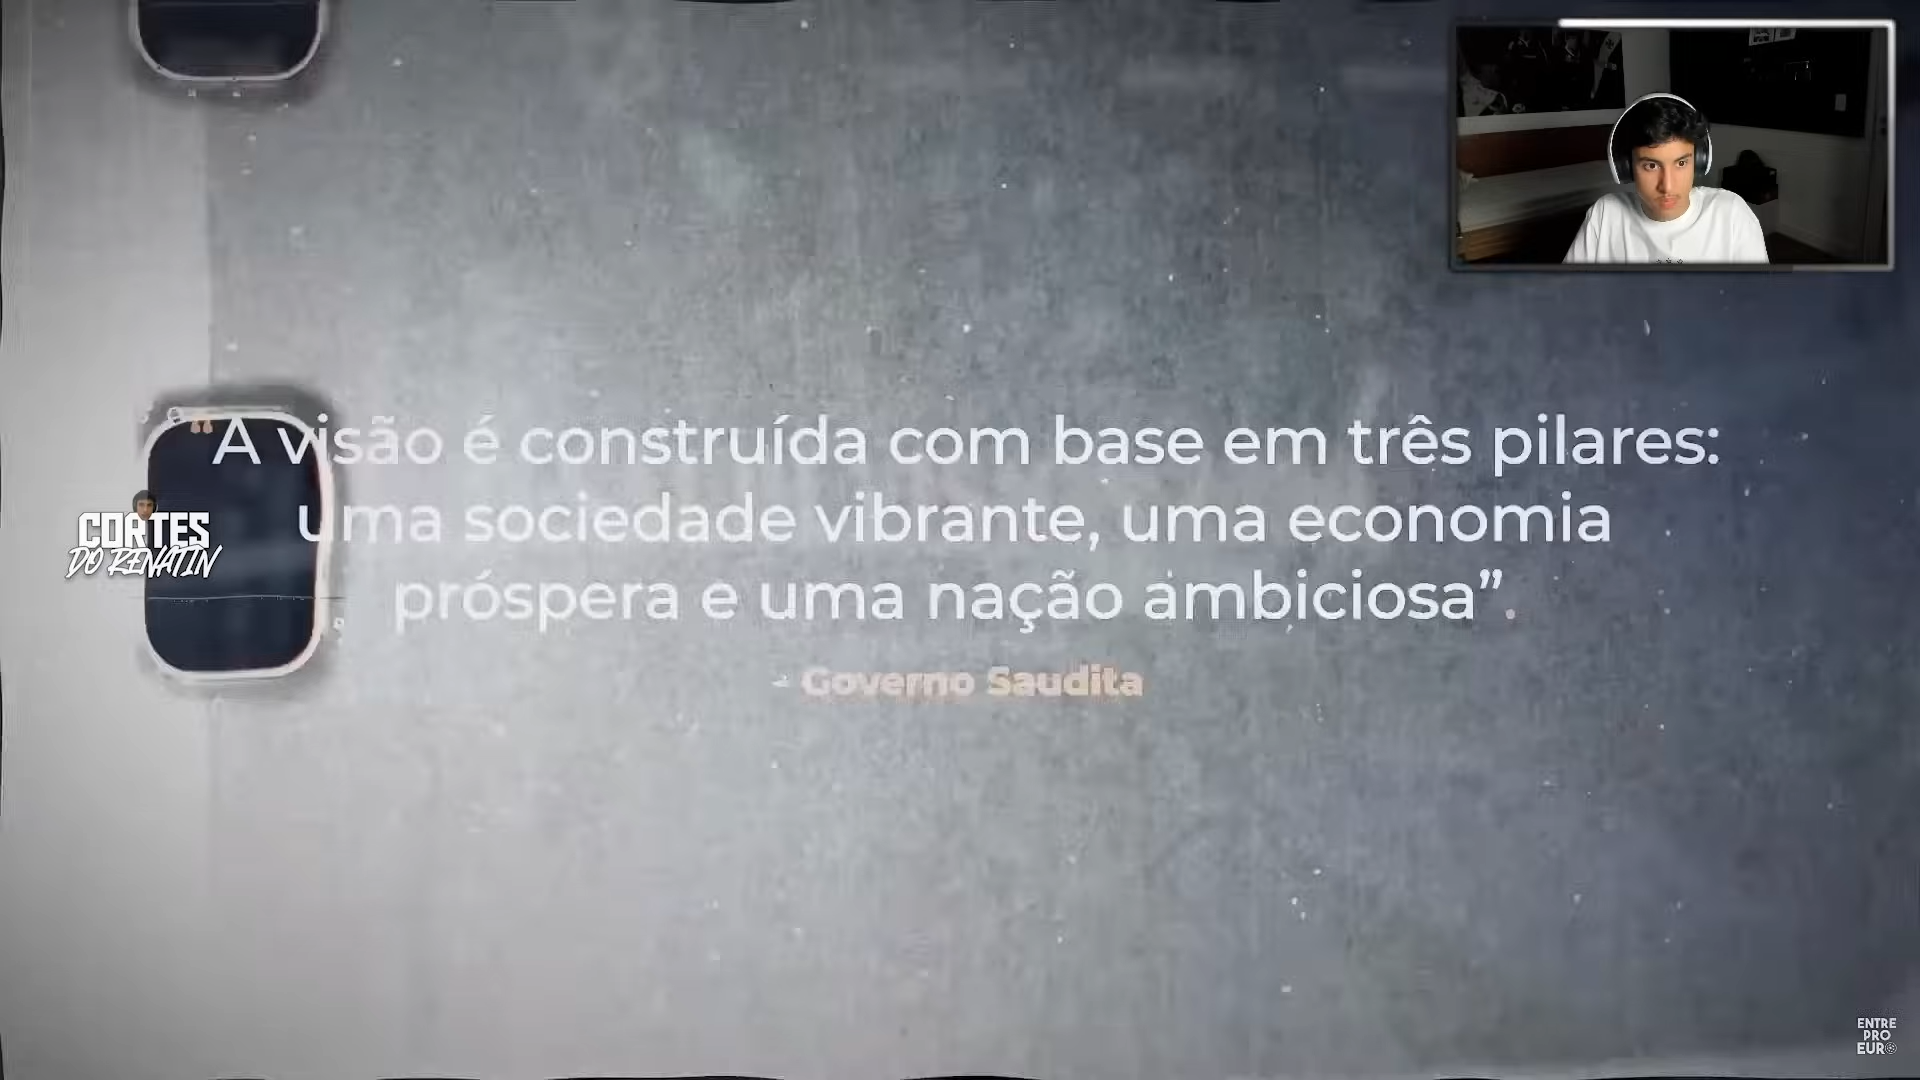 “A visão é construída com base em três pilares:
uma sociedade vibrante, uma economia
próspera e uma nação ambiciosa”.
- Governo Saudita
CORTES
DO RENATIN
ENTRE
PRO
EURO